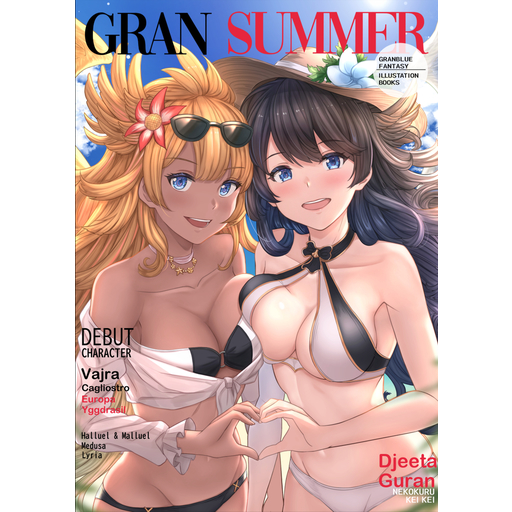 GRAN SUMMER
GRANBLUE
FANTASY
ILLUSTATION
BOOKS
DEBUT
CHARACTER
Vajra
Cagliostro
Europa
Yggdrasil
Halluel & Malluel
Medusa
Lyria
Djeeta
Guran
NEKOKURU
KEI KEI